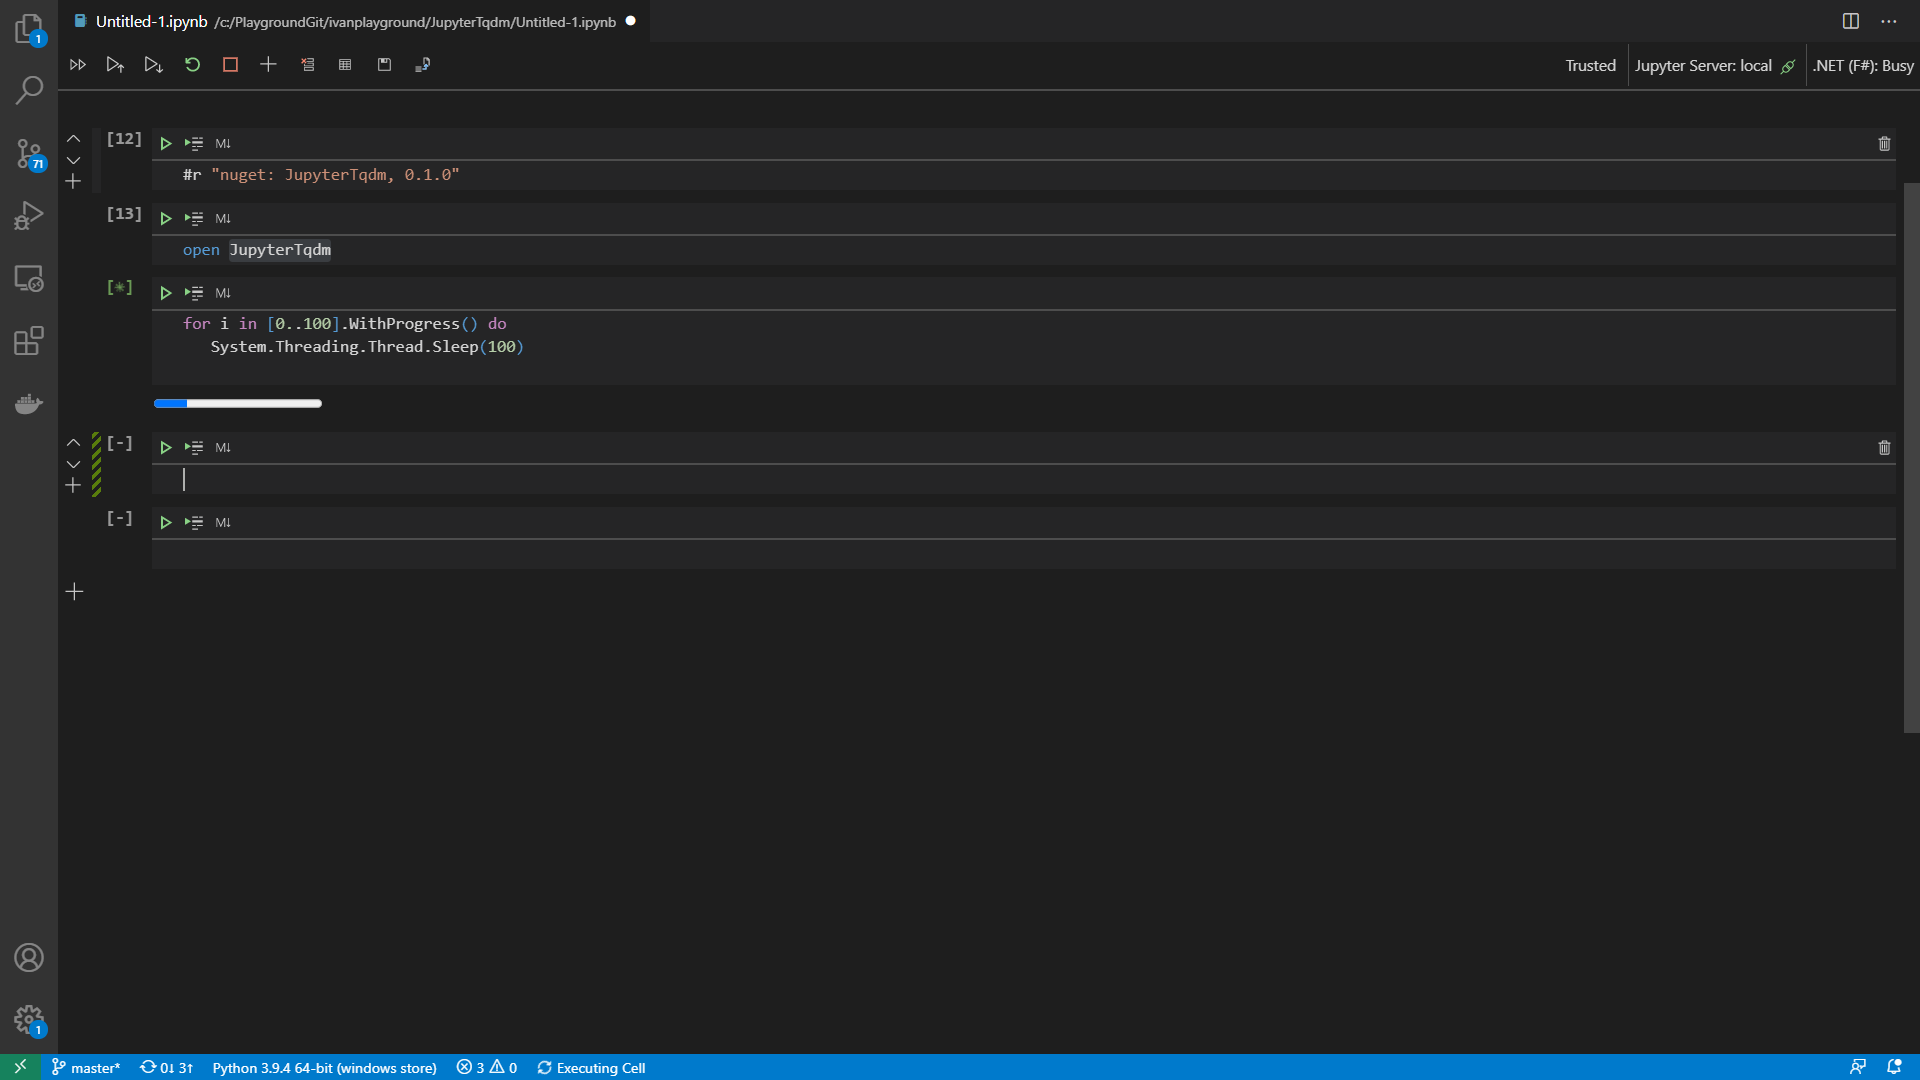 Untitled-1.ipynb /c:/PlaygroundGit/ivanplayground/JupyterTqdm/Untitled-1.ipynb
1
Trusted
Jupyter Server: local
.NET (F#): Busy
[12]
M↓
#r "nuget: JupyterTqdm, 0.1.0"
71
[13]
M↓
open JupyterTqdm
[*]
M↓
for i in [0..100].WithProgress() do
System.Threading.Thread.Sleep(100)
[-]
M↓
[-]
M↓
1
master*
0↓ 3↑
Python 3.9.4 64-bit (windows store)
3
0
Executing Cell